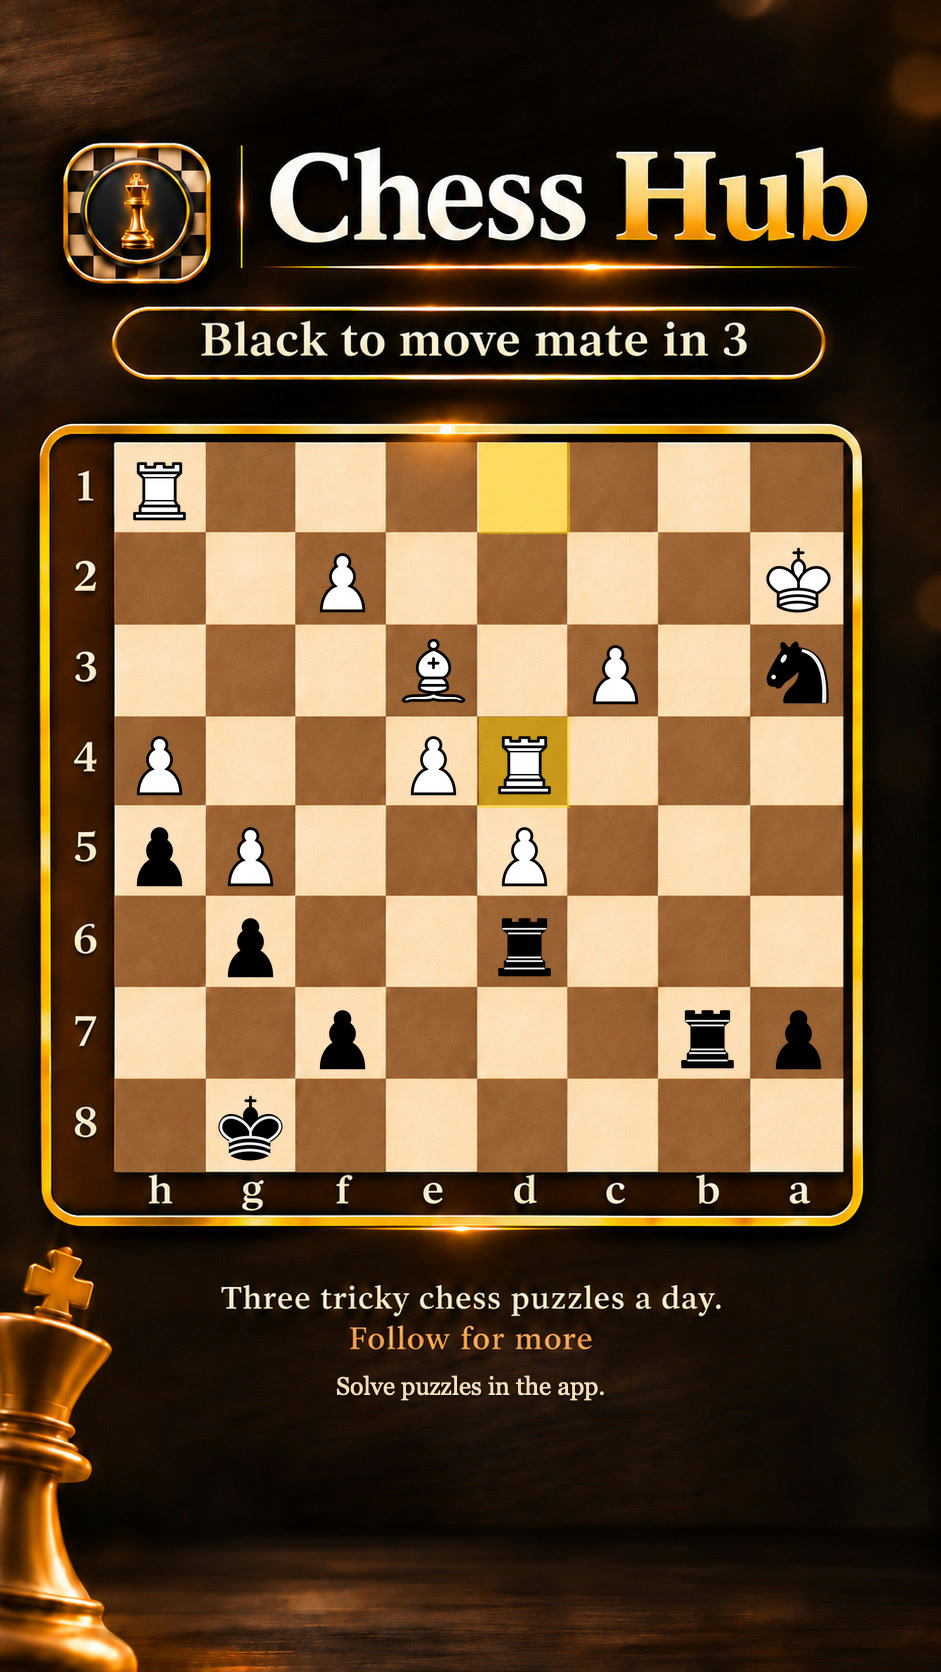 Chess Hub
Black to move mate in 3
1
2
3
4
5
6
7
8
h g f e d c b a
Three tricky chess puzzles a day.
Follow for more
Solve puzzles in the app.